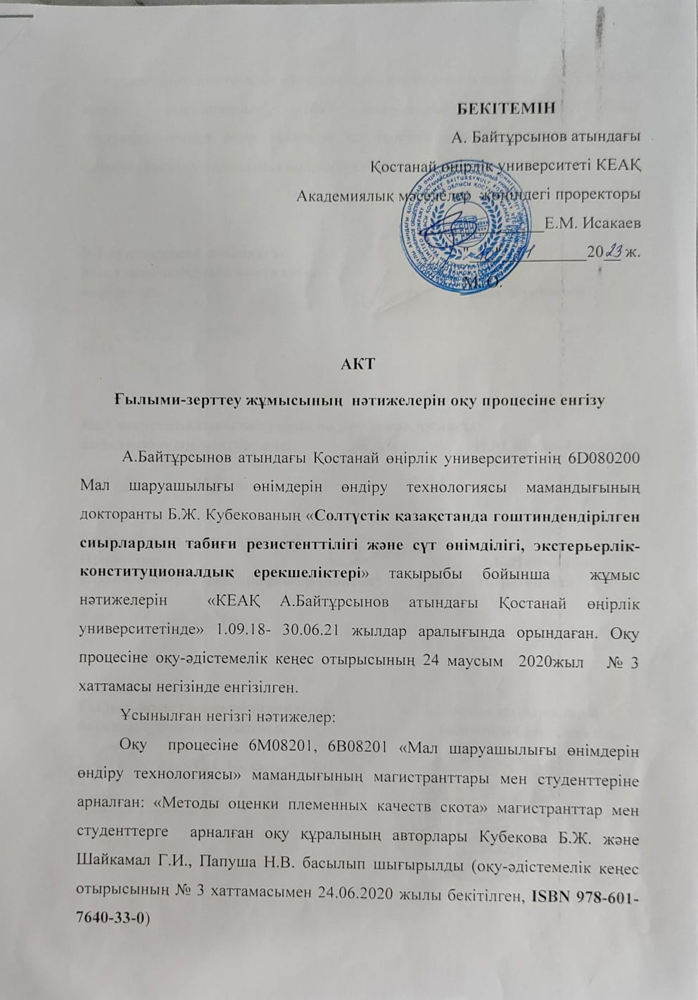 БЕКІТЕМІН
А. Байтұрсынов атындағы
Қостанай өңірлік университеті КЕАҚ
Академиялық мәселелер жөніндегі проректоры
Е.М. Исакаев
"10" 11 2023 ж.
М.О.
АКТ
Ғылыми-зерттеу жұмысының нәтижелерін оқу процесіне енгізу
А.Байтұрсынов атындағы Қостанай өңірлік университетінің 6D080200
Мал шаруашылығы өнімдерін өндіру технологиясы мамандығының
докторанты Б.Ж. Кубекованың «Солтүстік қазақстанда гоштиндендірілген
сиырлардың табиғи резистенттілігі және сүт өнімділігі, экстерьерлік-
конституционалдық ерекшеліктері» тақырыбы бойынша жұмыс
нәтижелерін «КЕАҚ А.Байтұрсынов атындағы Қостанай өңірлік
университетінде» 1.09.18- 30.06.21 жылдар аралығында орындаған. Оқу
процесіне оқу-әдістемелік кеңес отырысының 24 маусым 2020жыл № 3
хаттамасы негізінде енгізілген.
Ұсынылған негізгі нәтижелер:
Оқу процесіне 6М08201, 6В08201 «Мал шаруашылығы өнімдерін
өндіру технологиясы» мамандығының магистранттары мен студенттеріне
арналған: «Методы оценки племенных качеств скота» магистранттар мен
студенттерге арналған оқу құралының авторлары Кубекова Б.Ж. және
Шайкамал Г.И., Папуша Н.В. басылып шығырылды (оқу-әдістемелік кеңес
отырысының № 3 хаттамасымен 24.06.2020 жылы бекітілген, ISBN 978-601-
7640-33-0)